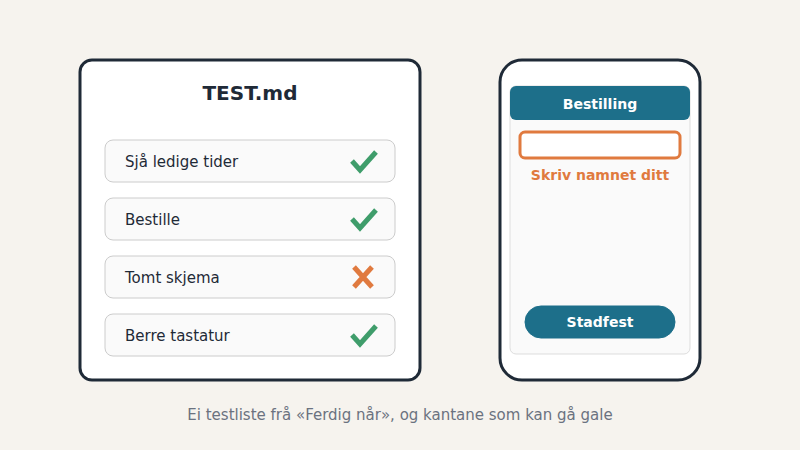 TEST.md
Sjå ledige tider
Bestille
Tomt skjema
Berre tastatur
Bestilling
Skriv namnet ditt
Stadfest
Ei testliste frå «Ferdig når», og kantane som kan gå gale